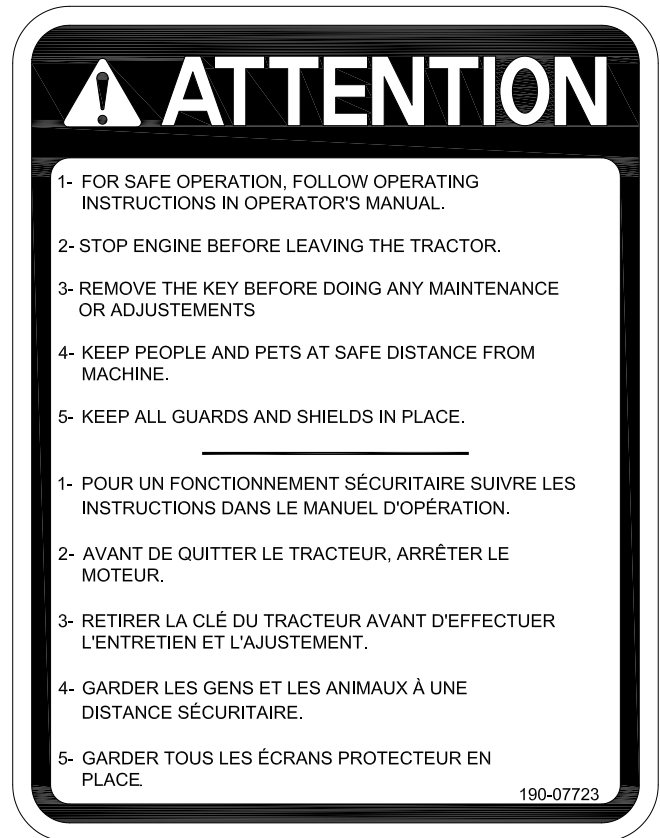 ATTENTION
1- FOR SAFE OPERATION, FOLLOW OPERATING
INSTRUCTIONS IN OPERATOR'S MANUAL.
2- STOP ENGINE BEFORE LEAVING THE TRACTOR.
3- REMOVE THE KEY BEFORE DOING ANY MAINTENANCE
OR ADJUSTEMENTS
4- KEEP PEOPLE AND PETS AT SAFE DISTANCE FROM
MACHINE.
5- KEEP ALL GUARDS AND SHIELDS IN PLACE.
1- POUR UN FONCTIONNEMENT SÉCURITAIRE SUIVRE LES
INSTRUCTIONS DANS LE MANUEL D'OPÉRATION.
2- AVANT DE QUITTER LE TRACTEUR, ARRÊTER LE
MOTEUR.
3- RETIRER LA CLÉ DU TRACTEUR AVANT D'EFFECTUER
L'ENTRETIEN ET L'AJUSTEMENT.
4- GARDER LES GENS ET LES ANIMAUX À UNE
DISTANCE SÉCURITAIRE.
5- GARDER TOUS LES ÉCRANS PROTECTEUR EN
PLACE.
190-07723